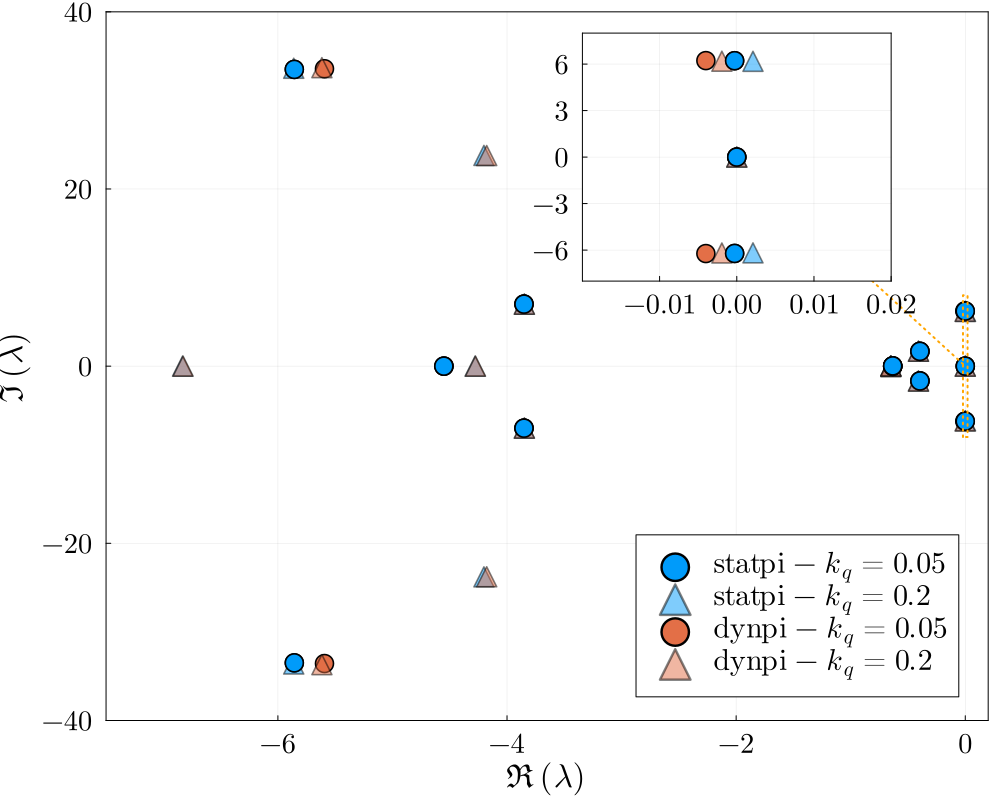 40
20
0
−20
−40
ℑ(λ)
6
3
0
−3
−6
−0.01 0.00 0.01 0.02
statpi − k_q = 0.05
statpi − k_q = 0.2
dynpi − k_q = 0.05
dynpi − k_q = 0.2
−6 −4 −2 0
ℜ(λ)